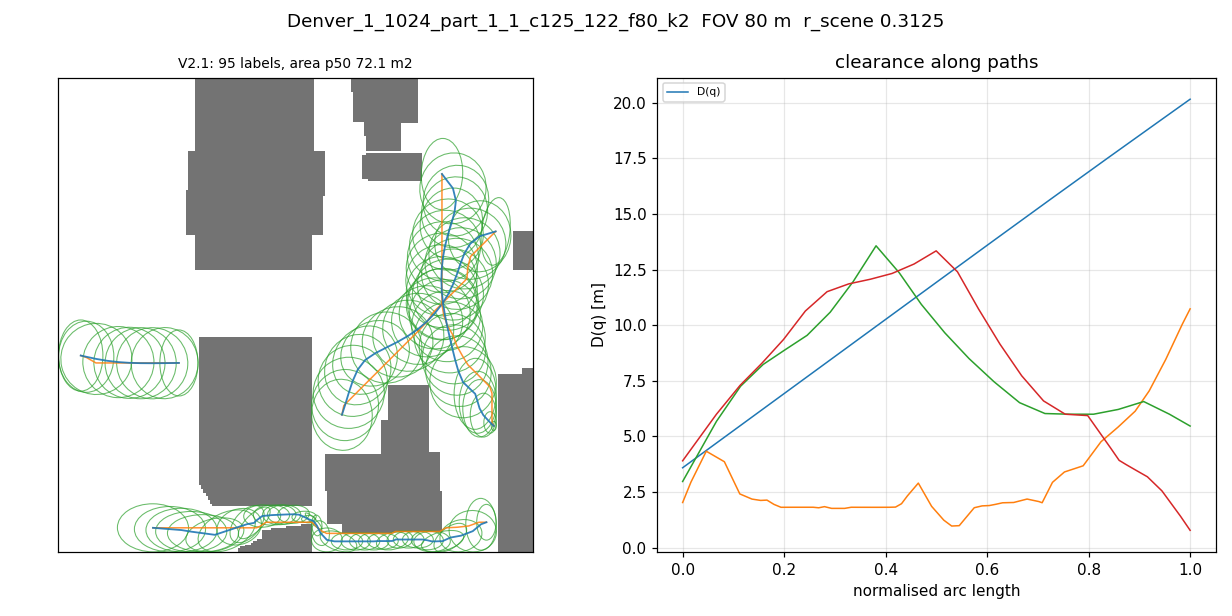 Denver_1_1024_part_1_1_c125_122_f80_k2 FOV 80 m r_scene 0.3125
V2.1: 95 labels, area p50 72.1 m2
clearance along paths
D(q)
20.0
17.5
15.0
12.5
10.0
7.5
5.0
2.5
0.0
D(q) [m]
0.0 0.2 0.4 0.6 0.8 1.0
normalised arc length